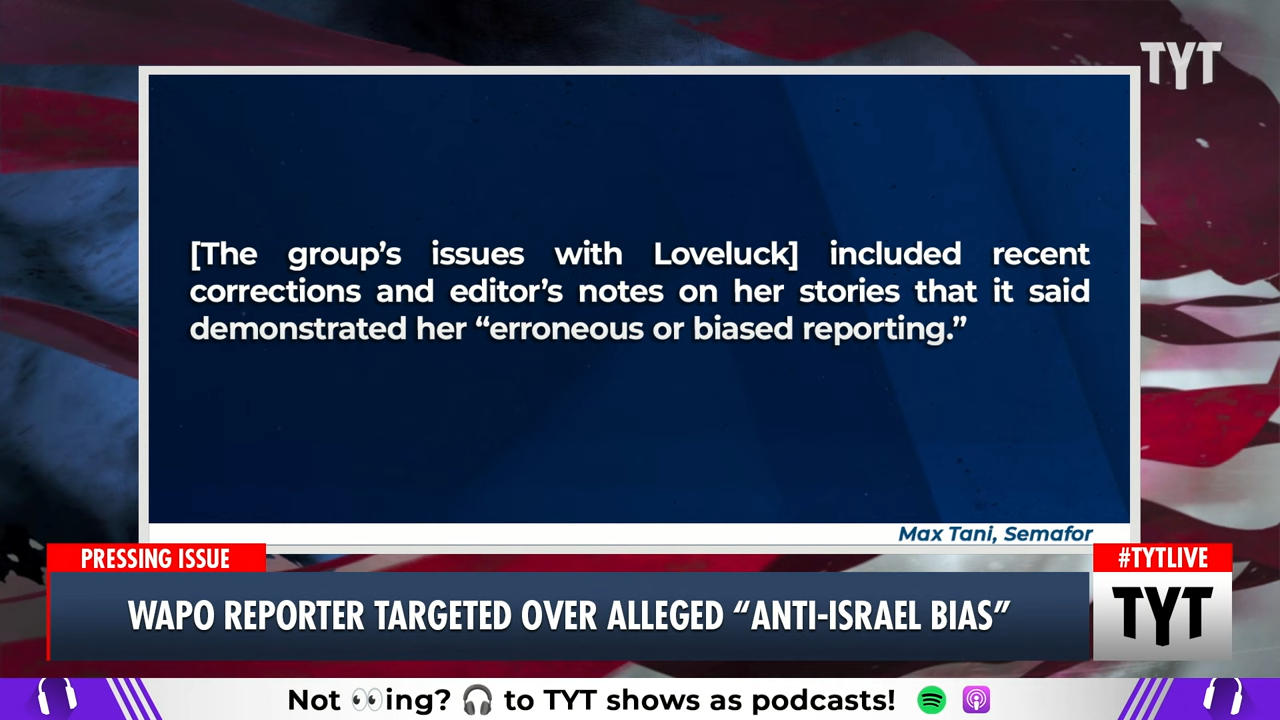 TYT
[The group’s issues with Loveluck] included recent
corrections and editor’s notes on her stories that it said
demonstrated her “erroneous or biased reporting.”
Max Tani, Semafor
PRESSING ISSUE
#TYTLIVE
WAPO REPORTER TARGETED OVER ALLEGED “ANTI-ISRAEL BIAS”
TYT
Not 👀ing? 🎧 to TYT shows as podcasts!